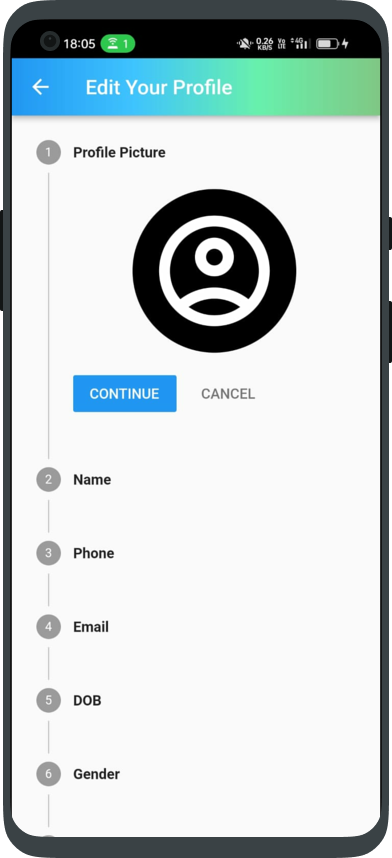 18:05 1 0.26 KB/S Vo LTE 4G
Edit Your Profile
1 Profile Picture
CONTINUE CANCEL
2 Name
3 Phone
4 Email
5 DOB
6 Gender